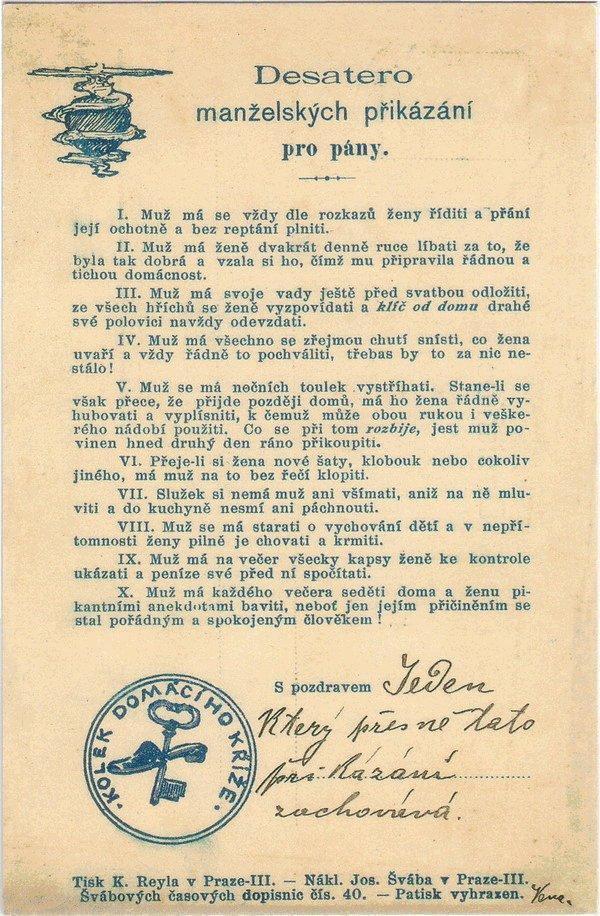 Desatero
manželských přikázání
pro pány.
I. Muž má se vždy dle rozkazů ženy říditi a přání
její ochotně a bez reptání plniti.
II. Muž má ženě dvakrát denně ruce líbati za to, že
byla tak dobrá a vzala si ho, čímž mu připravila řádnou a
tichou domácnost.
III. Muž má svoje vady ještě před svatbou odložiti,
ze všech hříchů se ženě vyzpovídati a klíč od domu drahé
své polovici navždy odevzdati.
IV. Muž má všechno se zřejmou chutí snísti, co žena
uvaří a vždy řádně to pochváliti, třebas by to za nic ne-
stálo!
V. Muž se má nečních toulek vystříhati. Stane-li se
však přece, že přijde později domů, má ho žena řádně vy-
hubovati a vyplísniti, k čemuž může obou rukou i veške-
rého nádobí použiti. Co se při tom rozbije, jest muž po-
vinen hned druhý den ráno přikoupiti.
VI. Přeje-li si žena nové šaty, klobouk nebo cokoliv
jiného, má muž na to bez řečí klopiti.
VII. Služek si nemá muž ani všímati, aniž na ně mlu-
viti a do kuchyně nesmí ani páchnouti.
VIII. Muž se má starati o vychování dětí a v nepří-
tomnosti ženy pilně je chovati a krmiti.
IX. Muž má na večer všecky kapsy ženě ke kontrole
ukázati a peníze své před ní spočítati.
X. Muž má každého večera seděti doma a ženu pi-
kantními anekdotami baviti, neboť jen jejím přičiněním se
stal pořádným a spokojeným člověkem!
KOLEK DOMÁCÍHO KŘÍŽE.
S pozdravem Jeden
Který přesně tato
přikázání
zachovává.
Tisk K. Reyla v Praze-III. — Nákl. Jos. Švába v Praze-III.
Švábových časových dopisnic čís. 40. — Patisk vyhrazen.